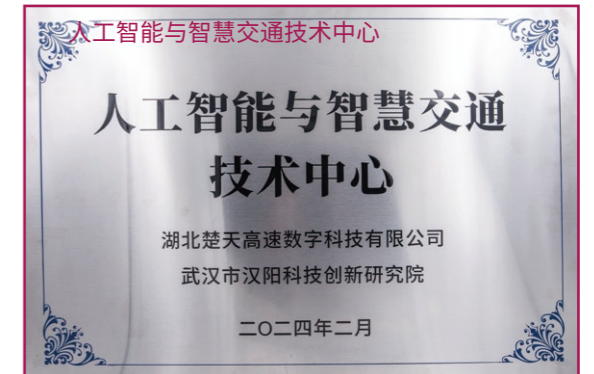 人工智能与智慧交通技术中心
人工智能与智慧交通
技术中心
湖北楚天高速数字科技有限公司
武汉市汉阳科技创新研究院
二〇二四年二月